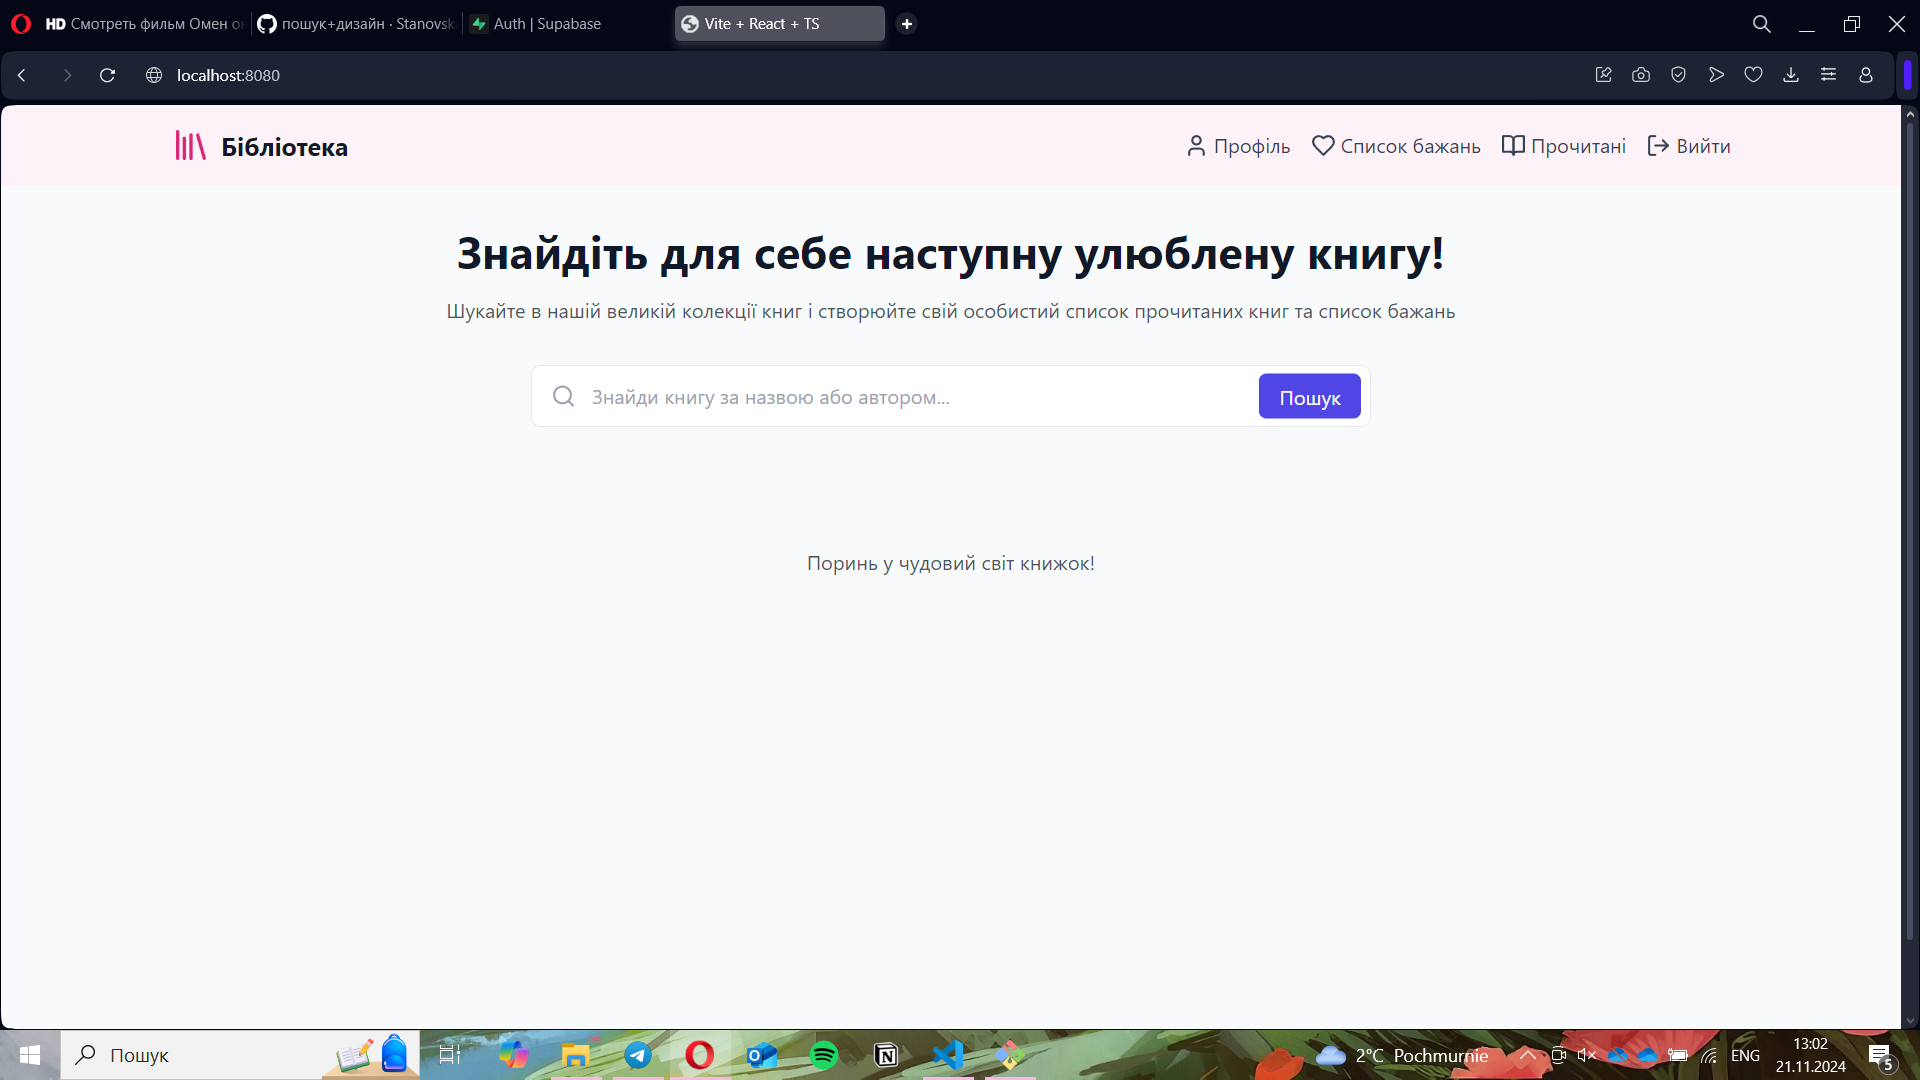 HD Смотреть фильм Омен он
пошук+дизайн · Stanovsk
Auth | Supabase
Vite + React + TS
localhost:8080
Бібліотека
Профіль
Список бажань
Прочитані
Вийти
Знайдіть для себе наступну улюблену книгу!
Шукайте в нашій великій колекції книг і створюйте свій особистий список прочитаних книг та список бажань
Знайди книгу за назвою або автором...
Пошук
Поринь у чудовий світ книжок!
Пошук
2°C Pochmurnie
ENG
13:02
21.11.2024
5